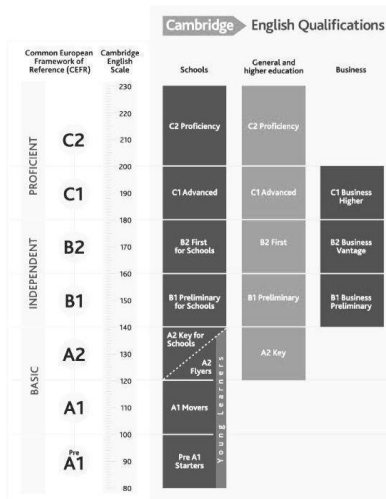 Cambridge English Qualifications
Common European
Framework of
Reference (CEFR)
Cambridge
English
Scale
Schools
General and
higher education
Business
230
220
210
200
190
180
170
160
150
140
130
120
110
100
90
80
PROFICIENT
INDEPENDENT
BASIC
C2
C1
B2
B1
A2
A1
Pre
A1
C2 Proficiency
C2 Proficiency
C1 Advanced
C1 Advanced
C1 Business
Higher
B2 First
for Schools
B2 First
B2 Business
Vantage
B1 Preliminary
for Schools
B1 Preliminary
B1 Business
Preliminary
A2 Key for
Schools
A2
Flyers
A2 Key
A1 Movers
Pre A1
Starters
Young Learners